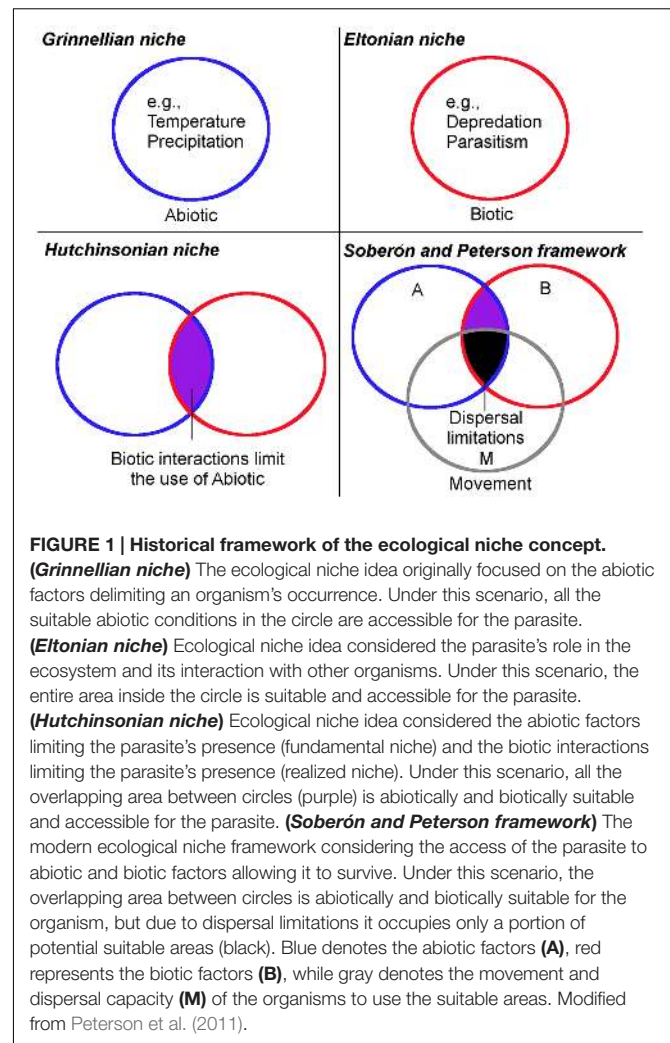 Grinnellian niche
e.g.,
Temperature
Precipitation
Abiotic
Eltonian niche
e.g.,
Depredation
Parasitism
Biotic
Hutchinsonian niche
Biotic interactions limit
the use of Abiotic
Soberón and Peterson framework
A
B
Dispersal
limitations
M
Movement
FIGURE 1 | Historical framework of the ecological niche concept.
(Grinnellian niche) The ecological niche idea originally focused on the abiotic
factors delimiting an organism's occurrence. Under this scenario, all the
suitable abiotic conditions in the circle are accessible for the parasite.
(Eltonian niche) Ecological niche idea considered the parasite's role in the
ecosystem and its interaction with other organisms. Under this scenario, the
entire area inside the circle is suitable and accessible for the parasite.
(Hutchinsonian niche) Ecological niche idea considered the abiotic factors
limiting the parasite's presence (fundamental niche) and the biotic interactions
limiting the parasite's presence (realized niche). Under this scenario, all the
overlapping area between circles (purple) is abiotically and biotically suitable
and accessible for the parasite. (Soberón and Peterson framework) The
modern ecological niche framework considering the access of the parasite to
abiotic and biotic factors allowing it to survive. Under this scenario, the
overlapping area between circles is abiotically and biotically suitable for the
organism, but due to dispersal limitations it occupies only a portion of
potential suitable areas (black). Blue denotes the abiotic factors (A), red
represents the biotic factors (B), while gray denotes the movement and
dispersal capacity (M) of the organisms to use the suitable areas. Modified
from Peterson et al. (2011).